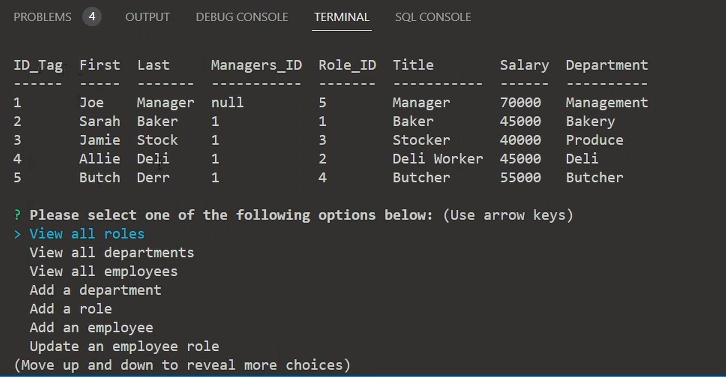 PROBLEMS 4 OUTPUT DEBUG CONSOLE TERMINAL SQL CONSOLE
ID_Tag First Last Managers_ID Role_ID Title Salary Department
------ ----- ------- ----------- ------- ----------- ------ ----------
1 Joe Manager null 5 Manager 70000 Management
2 Sarah Baker 1 1 Baker 45000 Bakery
3 Jamie Stock 1 3 Stocker 40000 Produce
4 Allie Deli 1 2 Deli Worker 45000 Deli
5 Butch Derr 1 4 Butcher 55000 Butcher
? Please select one of the following options below: (Use arrow keys)
> View all roles
View all departments
View all employees
Add a department
Add a role
Add an employee
Update an employee role
(Move up and down to reveal more choices)